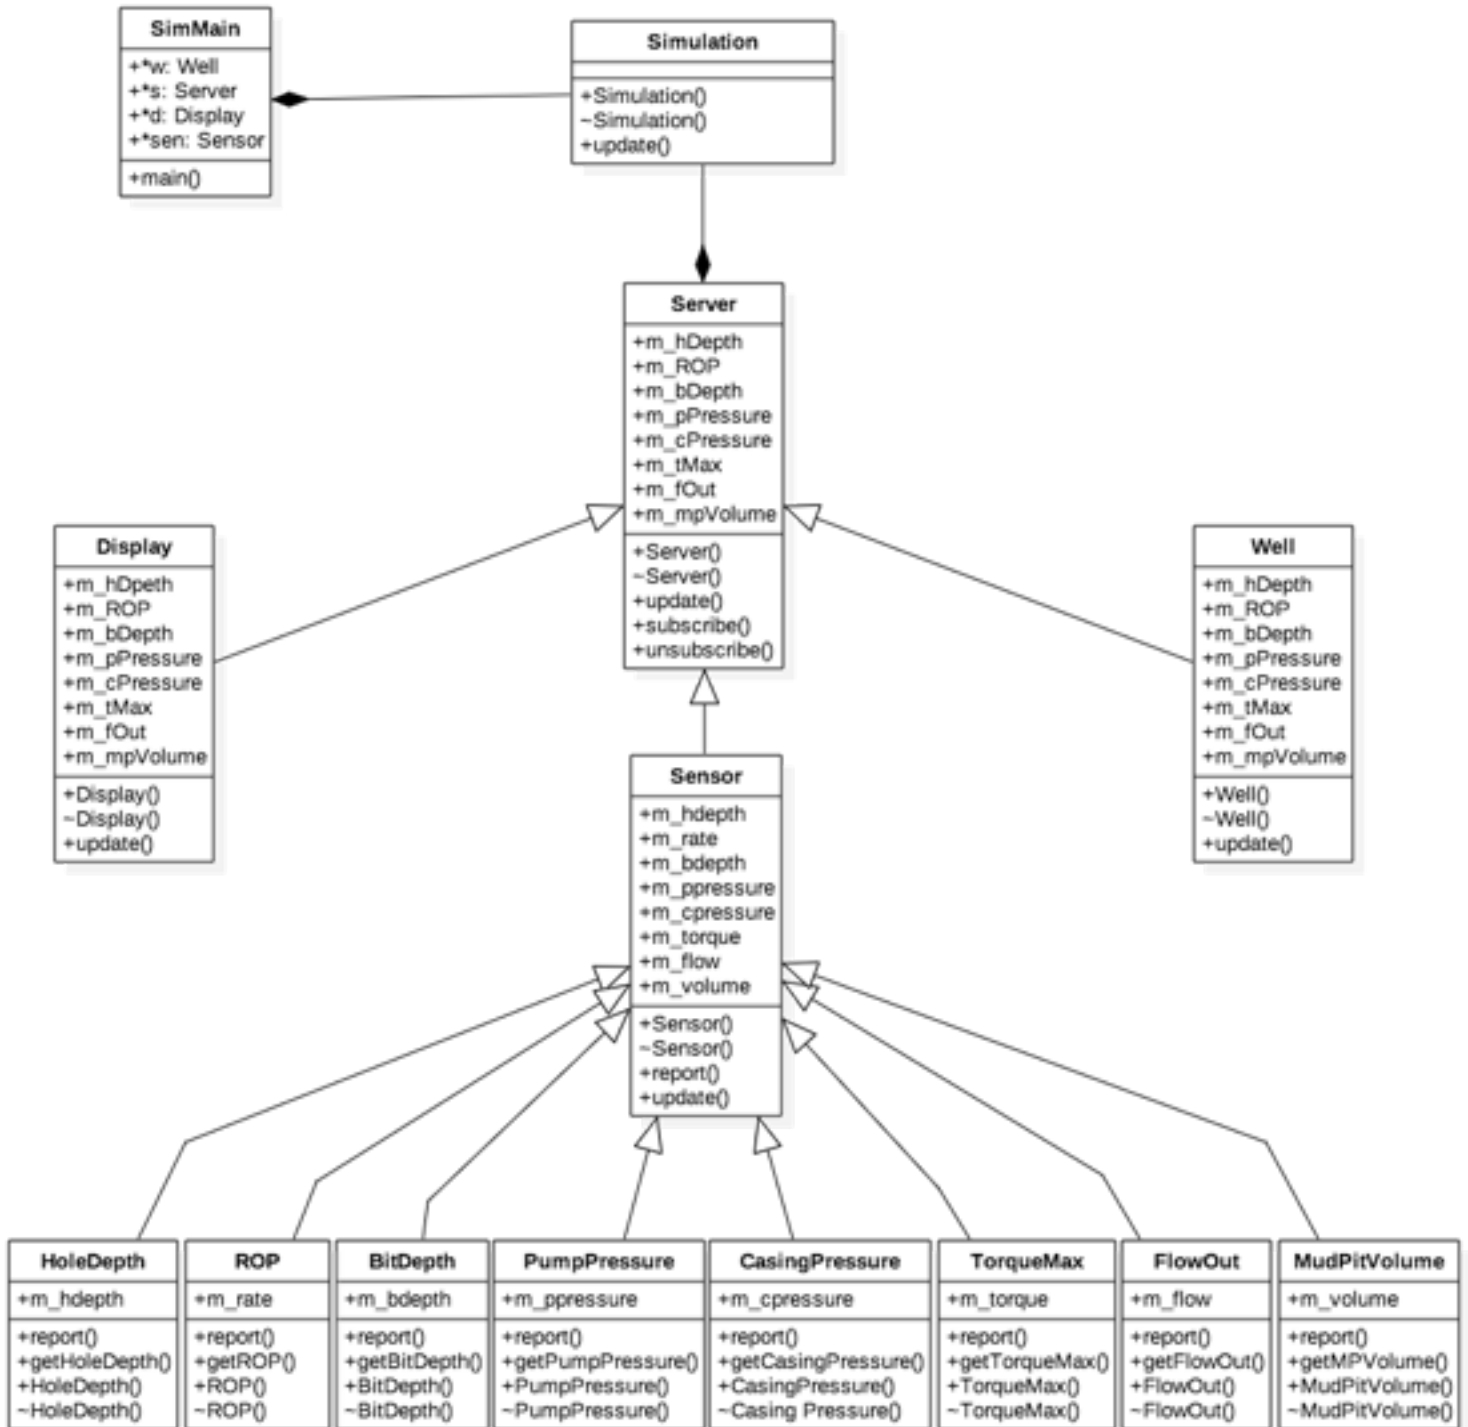 SimMain
+*w: Well
+*s: Server
+*d: Display
+*sen: Sensor
+main()
Simulation
+Simulation()
~Simulation()
+update()
Server
+m_hDepth
+m_ROP
+m_bDepth
+m_pPressure
+m_cPressure
+m_tMax
+m_fOut
+m_mpVolume
+Server()
~Server()
+update()
+subscribe()
+unsubscribe()
Display
+m_hDpeth
+m_ROP
+m_bDepth
+m_pPressure
+m_cPressure
+m_tMax
+m_fOut
+m_mpVolume
+Display()
~Display()
+update()
Well
+m_hDepth
+m_ROP
+m_bDepth
+m_pPressure
+m_cPressure
+m_tMax
+m_fOut
+m_mpVolume
+Well()
~Well()
+update()
Sensor
+m_hdepth
+m_rate
+m_bdepth
+m_ppressure
+m_cpressure
+m_torque
+m_flow
+m_volume
+Sensor()
~Sensor()
+report()
+update()
HoleDepth
+m_hdepth
+report()
+getHoleDepth()
+HoleDepth()
~HoleDepth()
ROP
+m_rate
+report()
+getROP()
+ROP()
~ROP()
BitDepth
+m_bdepth
+report()
+getBitDepth()
+BitDepth()
~BitDepth()
PumpPressure
+m_ppressure
+report()
+getPumpPressure()
+PumpPressure()
~PumpPressure()
CasingPressure
+m_cpressure
+report()
+getCasingPressure()
+CasingPressure()
~Casing Pressure()
TorqueMax
+m_torque
+report()
+getTorqueMax()
+TorqueMax()
~TorqueMax()
FlowOut
+m_flow
+report()
+getFlowOut()
+FlowOut()
~FlowOut()
MudPitVolume
+m_volume
+report()
+getMPVolume()
+MudPitVolume()
~MudPitVolume()